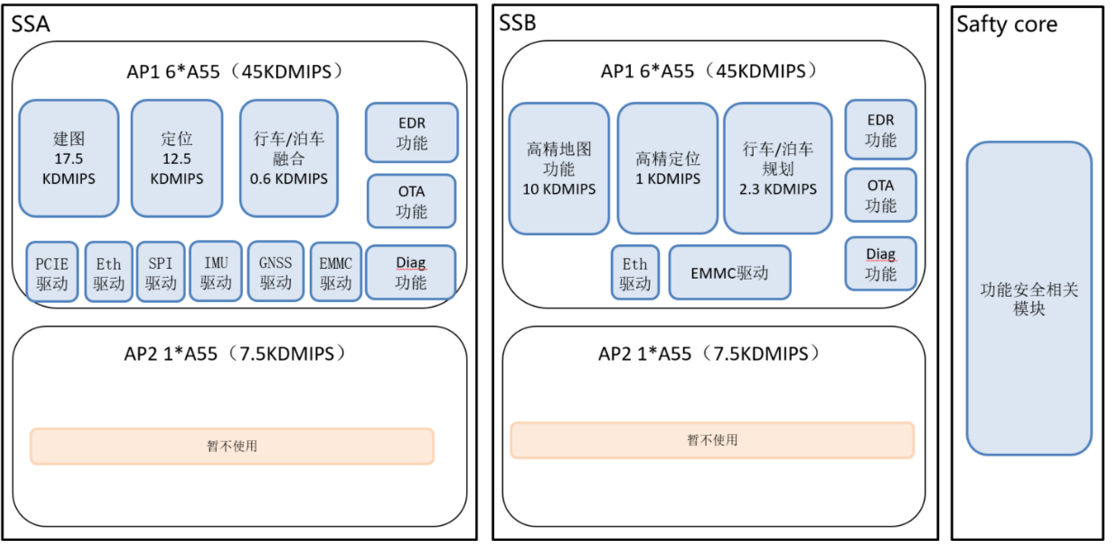 SSA
AP1 6*A55（45KDMIPS）
建图
17.5
KDMIPS
定位
12.5
KDMIPS
行车/泊车
融合
0.6 KDMIPS
EDR
功能
OTA
功能
PCIE
驱动
Eth
驱动
SPI
驱动
IMU
驱动
GNSS
驱动
EMMC
驱动
Diag
功能
AP2 1*A55（7.5KDMIPS）
暂不使用
SSB
AP1 6*A55（45KDMIPS）
高精地图
功能
10 KDMIPS
高精定位
1 KDMIPS
行车/泊车
规划
2.3 KDMIPS
EDR
功能
OTA
功能
Eth
驱动
EMMC驱动
Diag
功能
AP2 1*A55（7.5KDMIPS）
暂不使用
Safty core
功能安全相关
模块